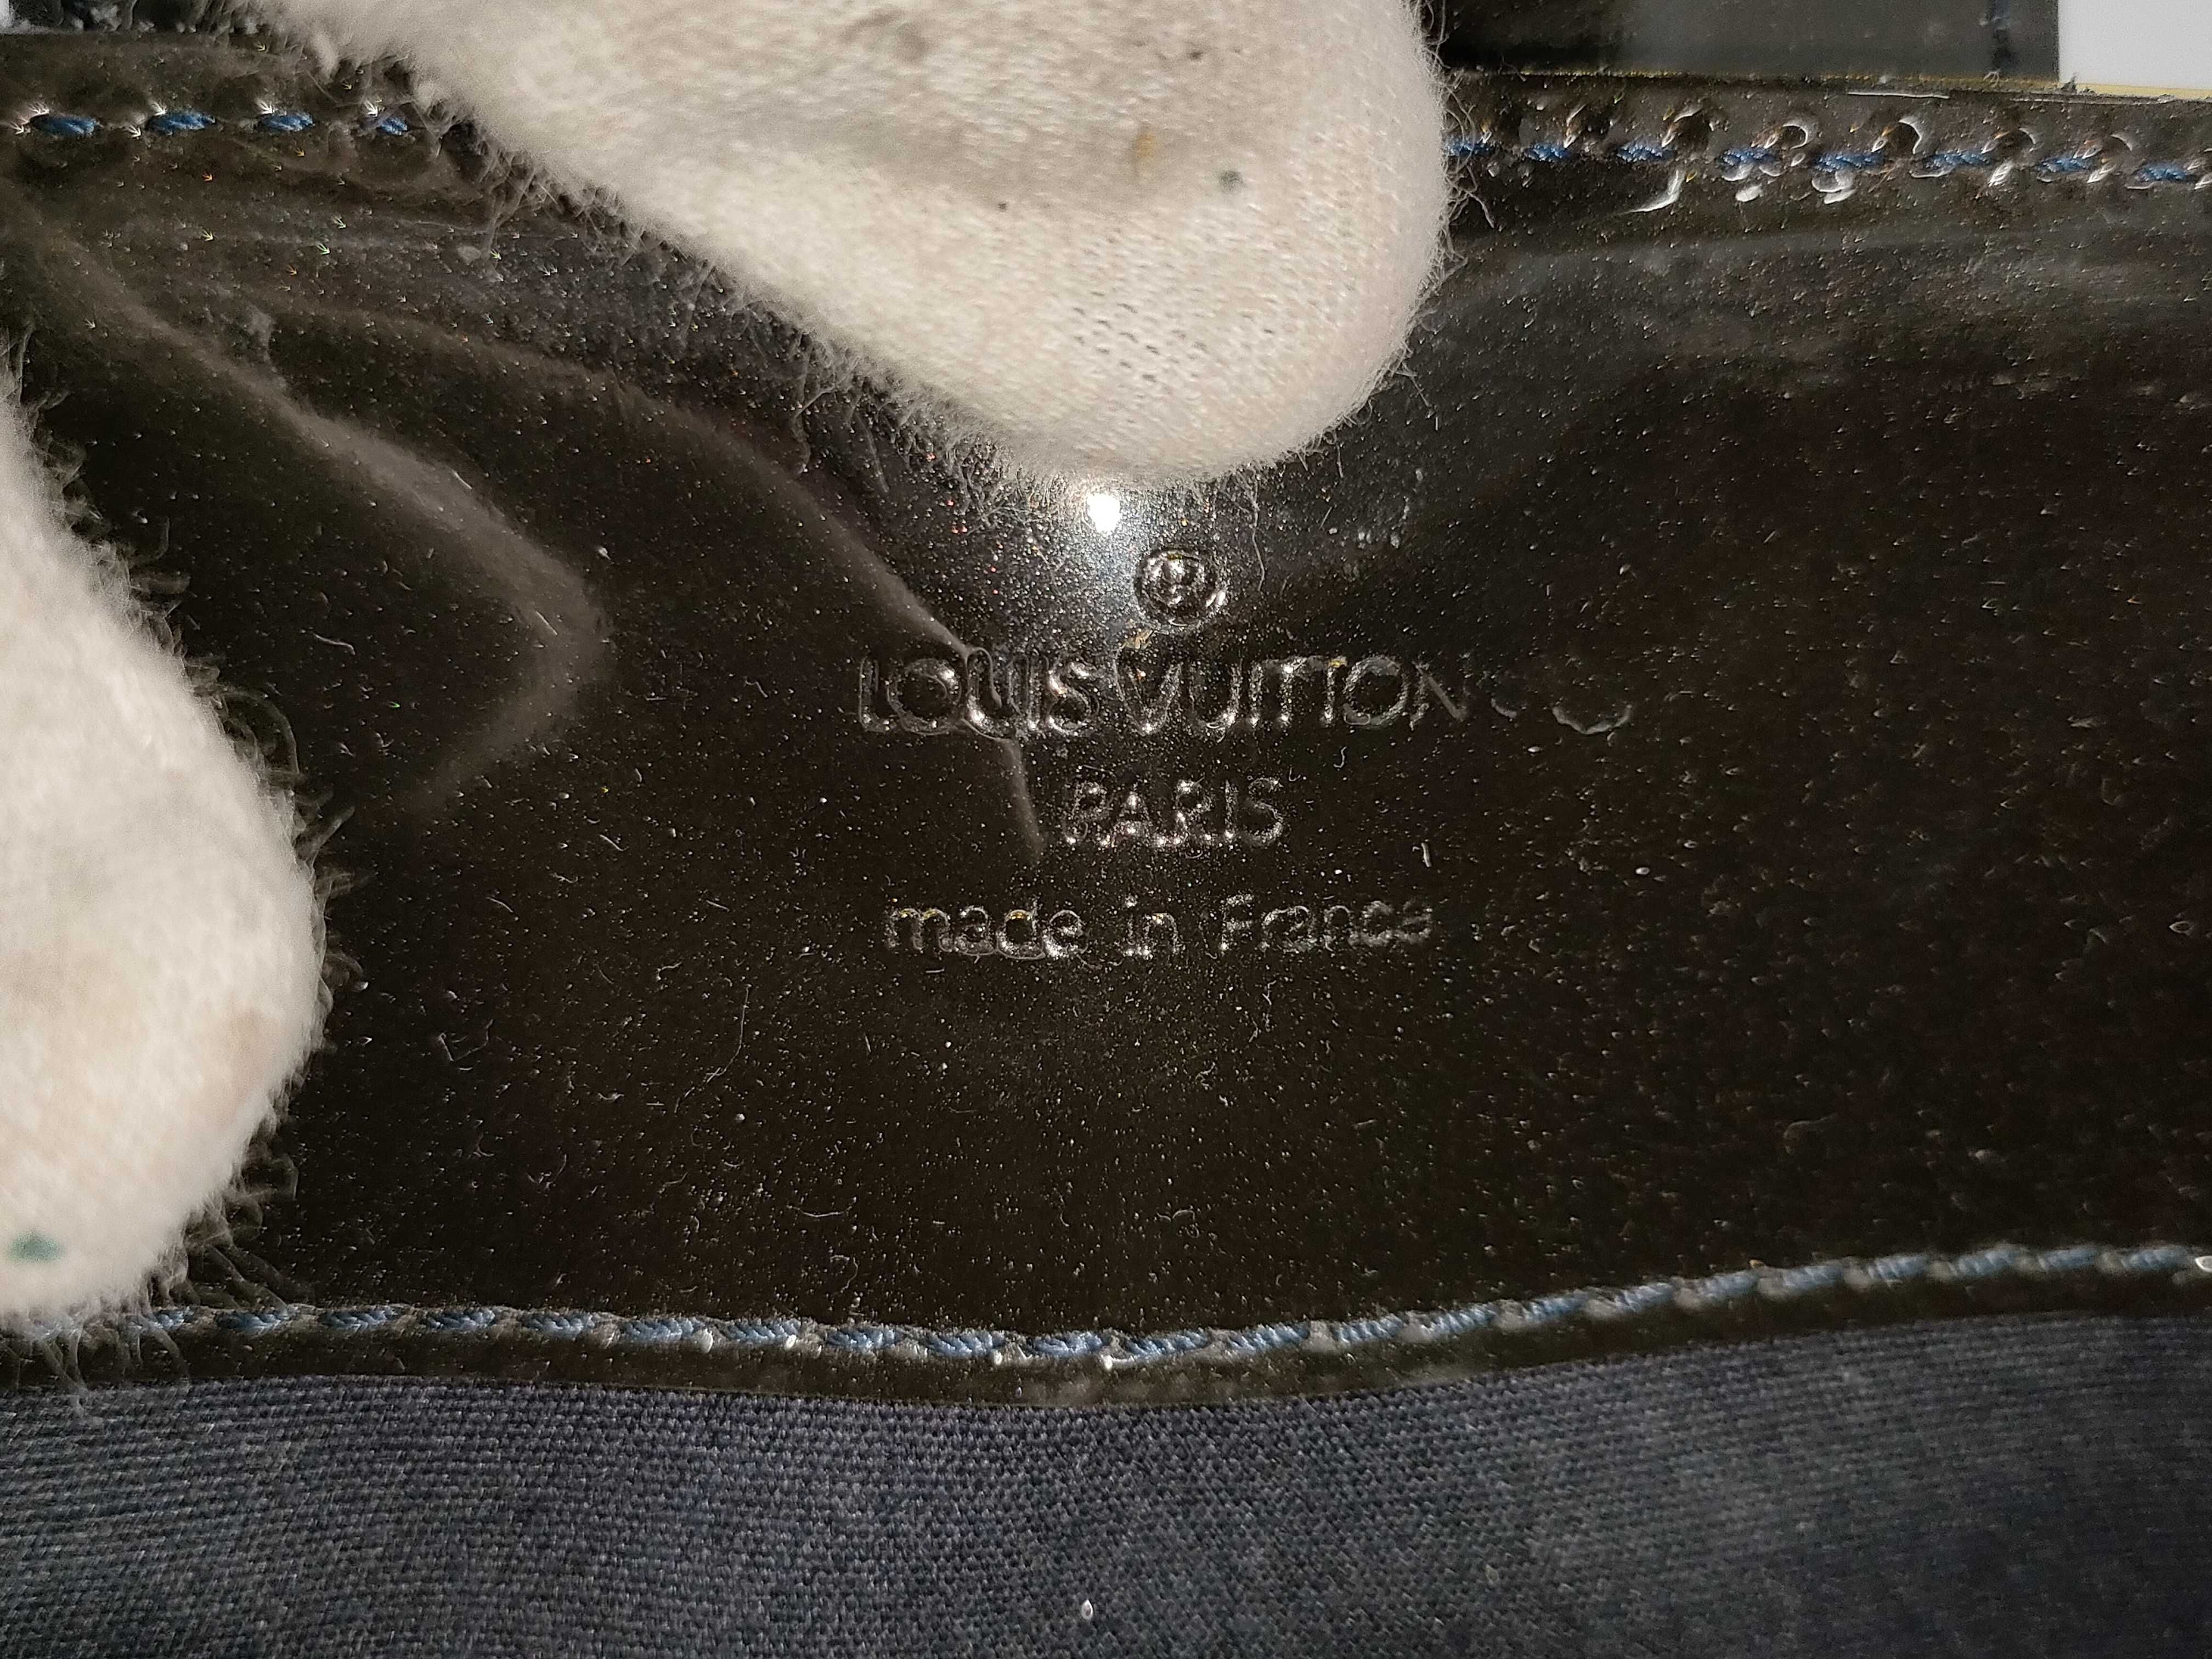 ®
LOUIS VUITTON
PARIS
made in France